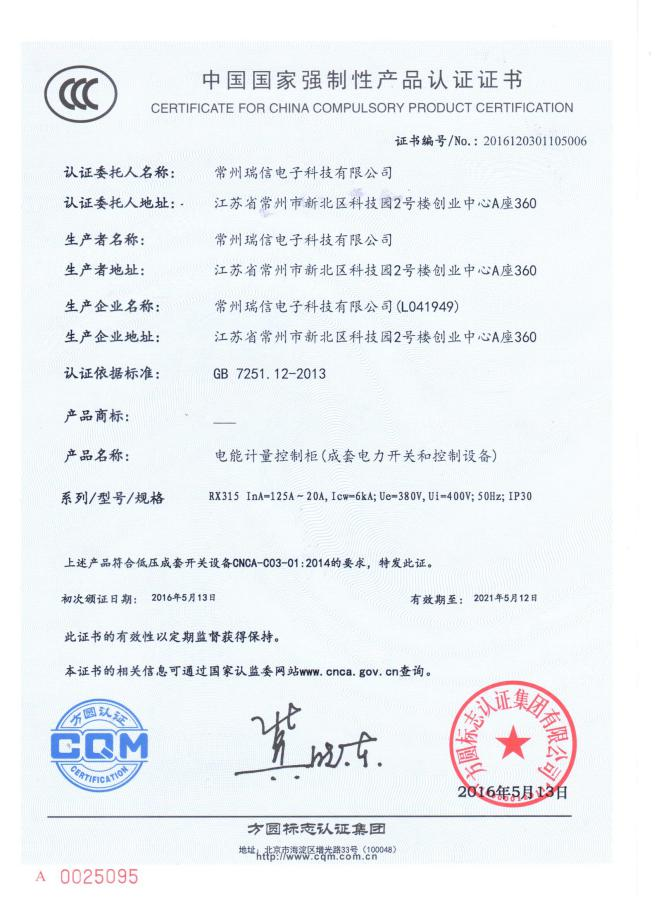 中国国家强制性产品认证证书
CERTIFICATE FOR CHINA COMPULSORY PRODUCT CERTIFICATION
证书编号/No.: 2016120301105006
认证委托人名称: 常州瑞信电子科技有限公司
认证委托人地址: 江苏省常州市新北区科技园2号楼创业中心A座360
生产者名称: 常州瑞信电子科技有限公司
生产者地址: 江苏省常州市新北区科技园2号楼创业中心A座360
生产企业名称: 常州瑞信电子科技有限公司(L041949)
生产企业地址: 江苏省常州市新北区科技园2号楼创业中心A座360
认证依据标准: GB 7251.12-2013
产品商标: ___
产品名称: 电能计量控制柜(成套电力开关和控制设备)
系列/型号/规格 RX315 InA=125A~20A,Icw=6kA;Ue=380V,Ui=400V;50Hz;IP30
上述产品符合低压成套开关设备CNCA-C03-01:2014的要求，特发此证。
初次颁证日期: 2016年5月13日 有效期至: 2021年5月12日
此证书的有效性以定期监督获得保持。
本证书的相关信息可通过国家认监委网站www.cnca.gov.cn查询。
方圆认证
CQM
CERTIFICATION
方圆标志认证集团有限公司
2016年5月13日
方圆标志认证集团
地址: 北京市海淀区增光路33号 (100048)
http://www.cqm.com.cn
A 0025095